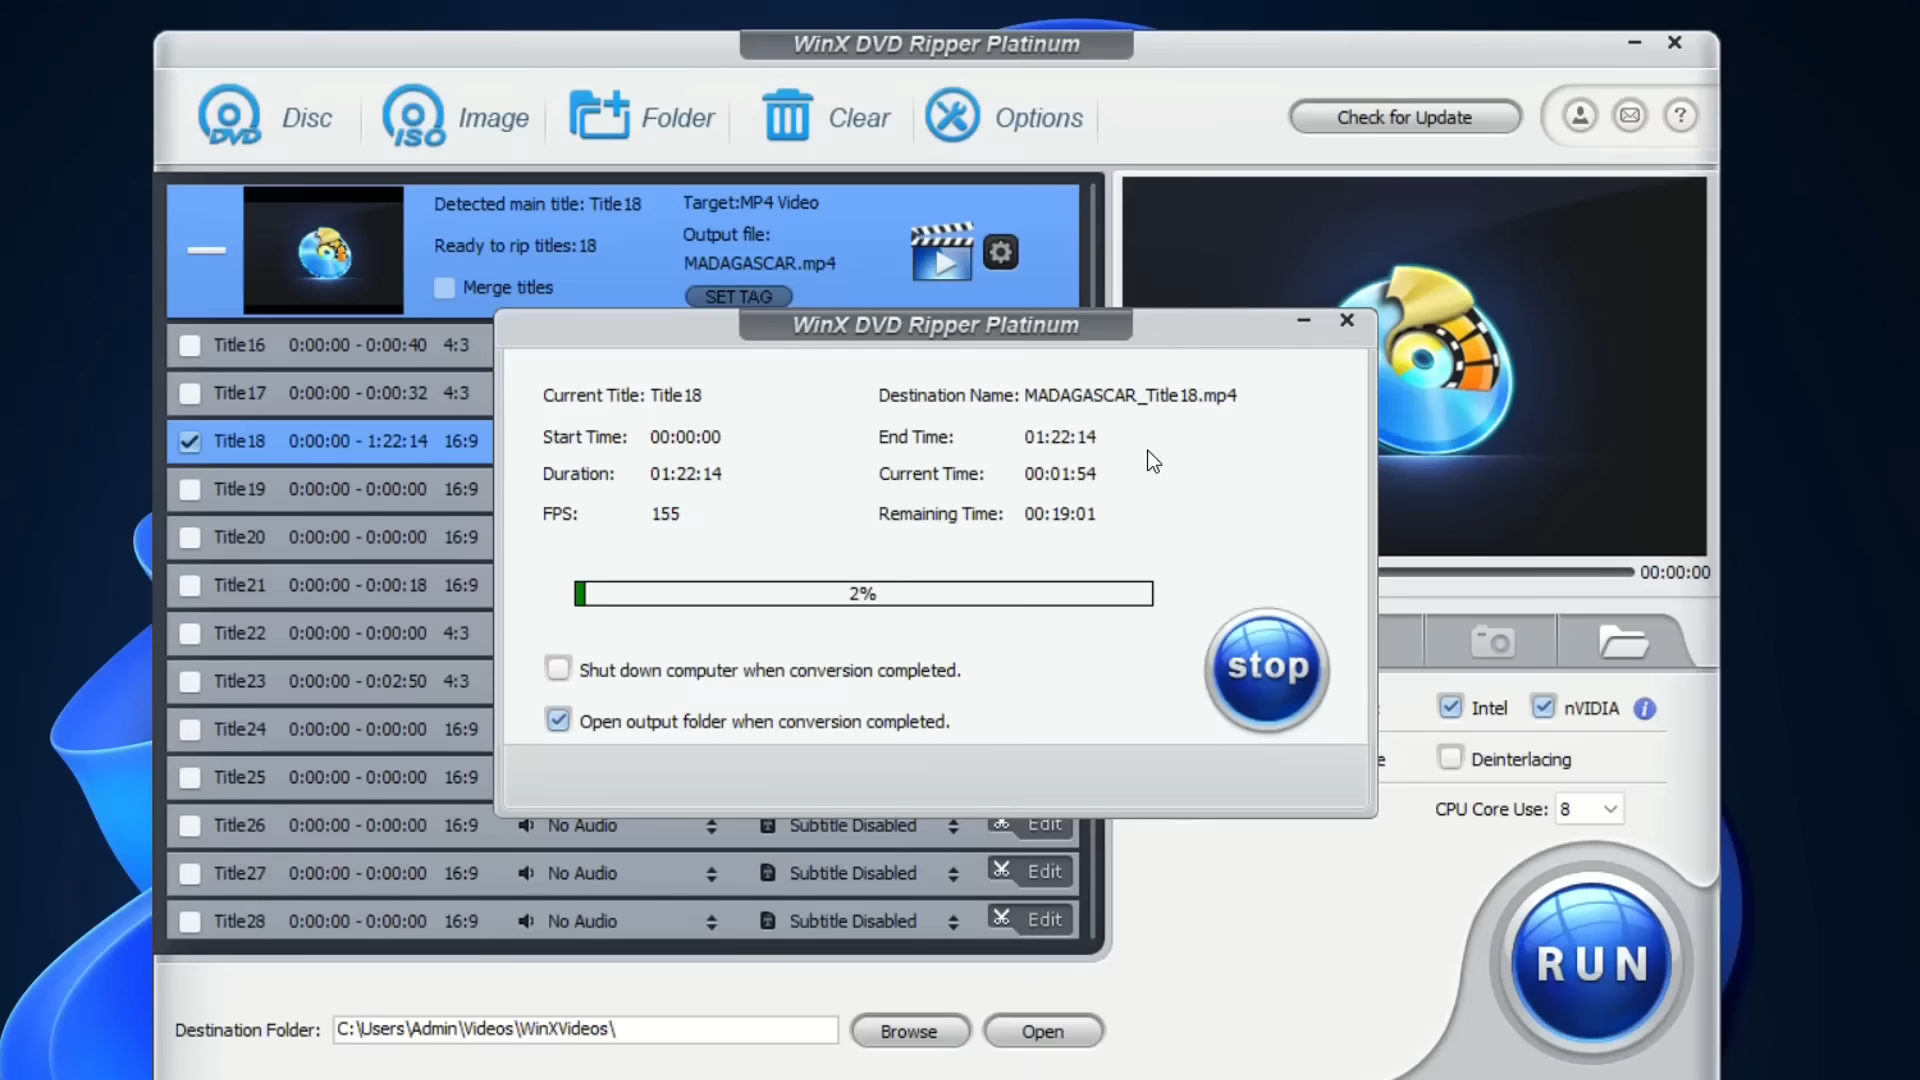 WinX DVD Ripper Platinum
DVD Disc
ISO Image
Folder
Clear
Options
Check for Update
?
Detected main title: Title18
Target:MP4 Video
Ready to rip titles: 18
Output file:
MADAGASCAR.mp4
Merge titles
SET TAG
WinX DVD Ripper Platinum
Title16 0:00:00 - 0:00:40 4:3
Title17 0:00:00 - 0:00:32 4:3
Title18 0:00:00 - 1:22:14 16:9
Title19 0:00:00 - 0:00:00 16:9
Title20 0:00:00 - 0:00:00 16:9
Title21 0:00:00 - 0:00:18 16:9
Title22 0:00:00 - 0:00:00 4:3
Title23 0:00:00 - 0:02:50 4:3
Title24 0:00:00 - 0:00:00 16:9
Title25 0:00:00 - 0:00:00 16:9
Title26 0:00:00 - 0:00:00 16:9 No Audio Subtitle Disabled Edit
Title27 0:00:00 - 0:00:00 16:9 No Audio Subtitle Disabled Edit
Title28 0:00:00 - 0:00:00 16:9 No Audio Subtitle Disabled Edit
Current Title: Title18
Destination Name: MADAGASCAR_Title18.mp4
Start Time: 00:00:00
End Time: 01:22:14
Duration: 01:22:14
Current Time: 00:01:54
FPS: 155
Remaining Time: 00:19:01
2%
Shut down computer when conversion completed.
Open output folder when conversion completed.
stop
00:00:00
Intel nVIDIA i
Deinterlacing
CPU Core Use: 8
RUN
Destination Folder: C:\Users\Admin\Videos\WinXVideos\ Browse Open